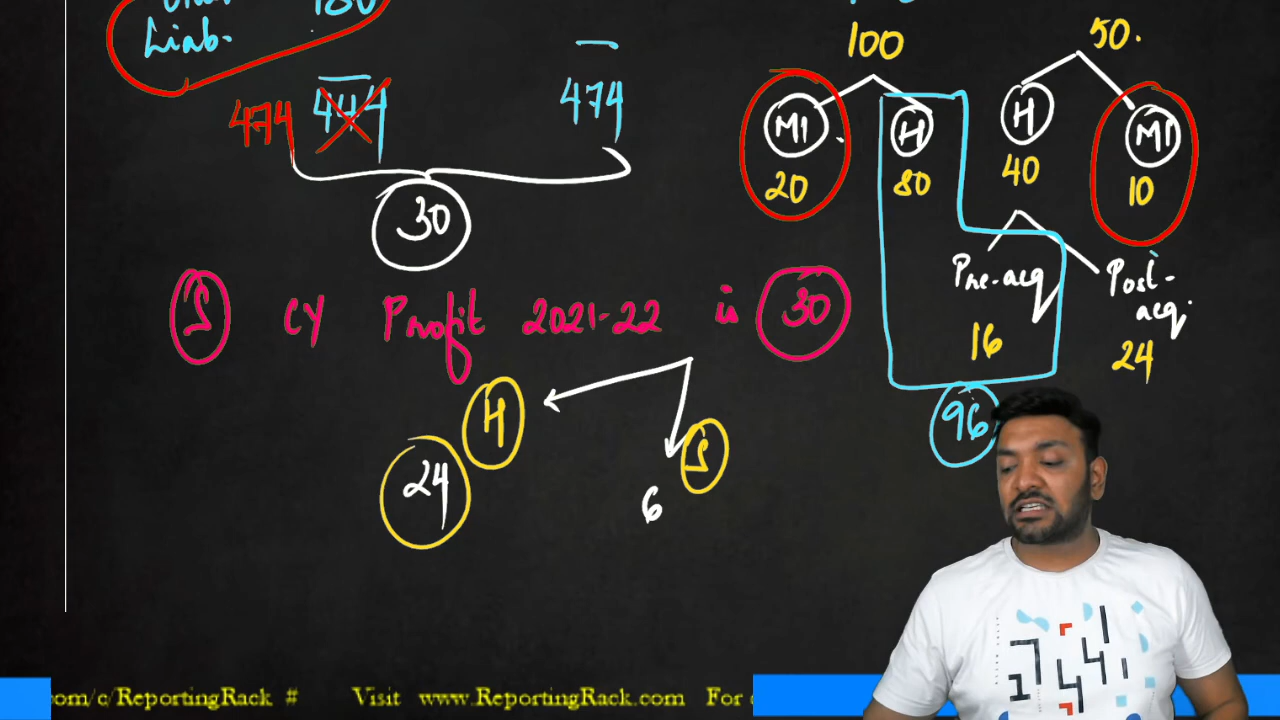 180
Liab.
474 444
474
30
100
MI H
20 80
50.
H MI
40 10
Pre-acq Post-acq.
16 24
96
S CY Profit 2021-22 is 30
H S
24 6
om/c/ReportingRack # Visit www.ReportingRack.com For